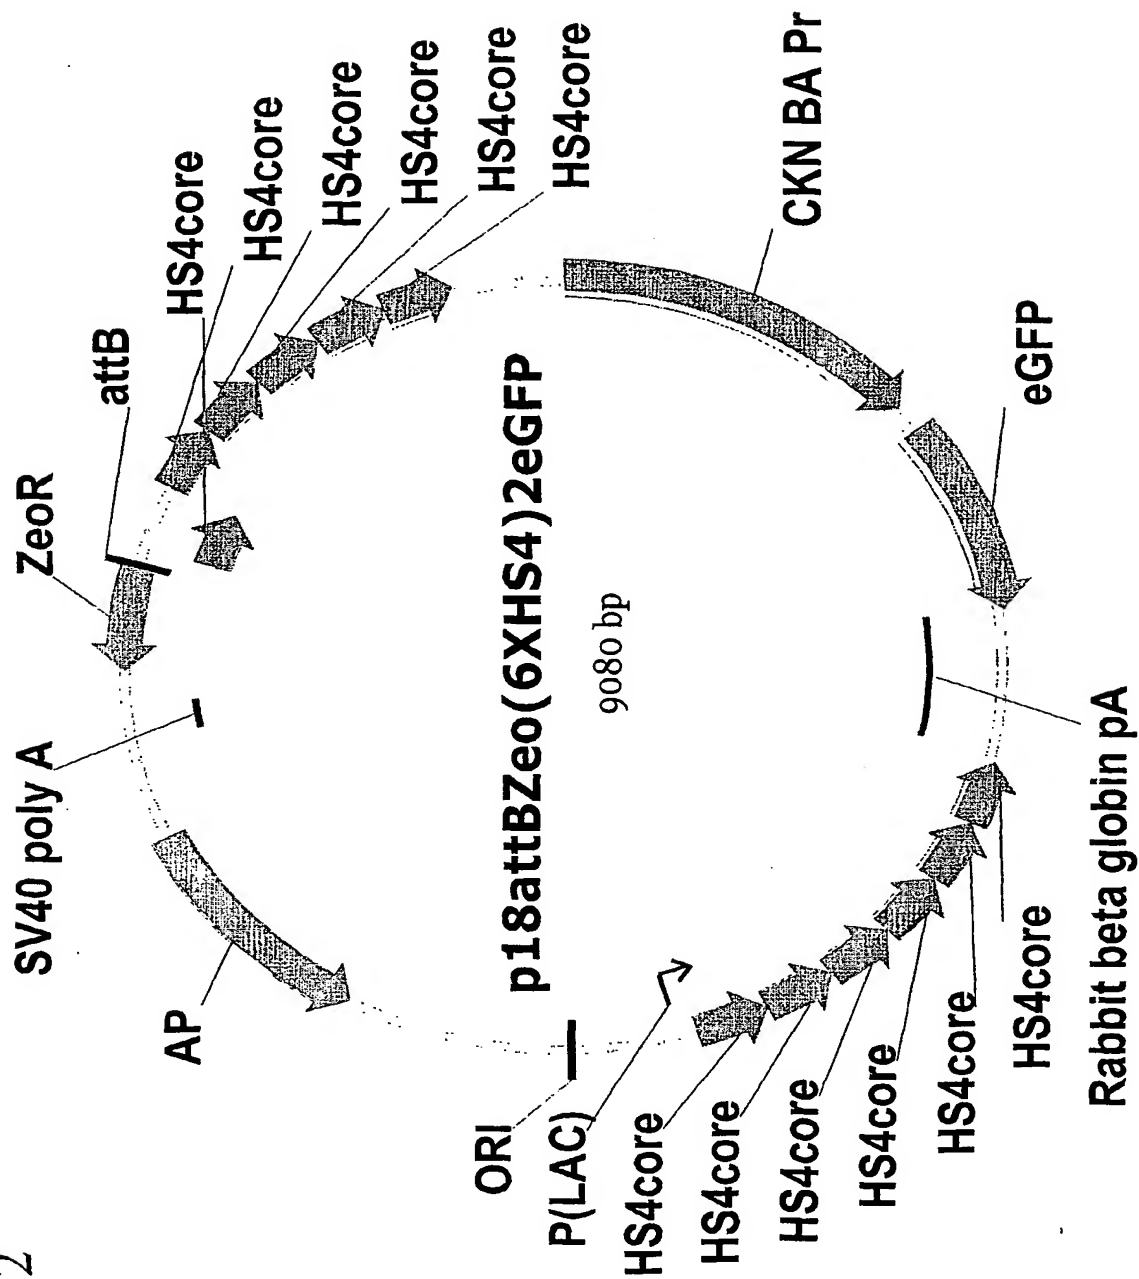 2
SV40 poly A
ZeoR
attB
AP
HS4core
HS4core
HS4core
HS4core
ORI
HS4core
p18attBZeo(6XHS4)2eGFP
P(LAC)
HS4core
9080 bp
HS4core
HS4core
HS4core
CKN BA Pr
HS4core
HS4core
HS4core
eGFP
Rabbit beta globin pA